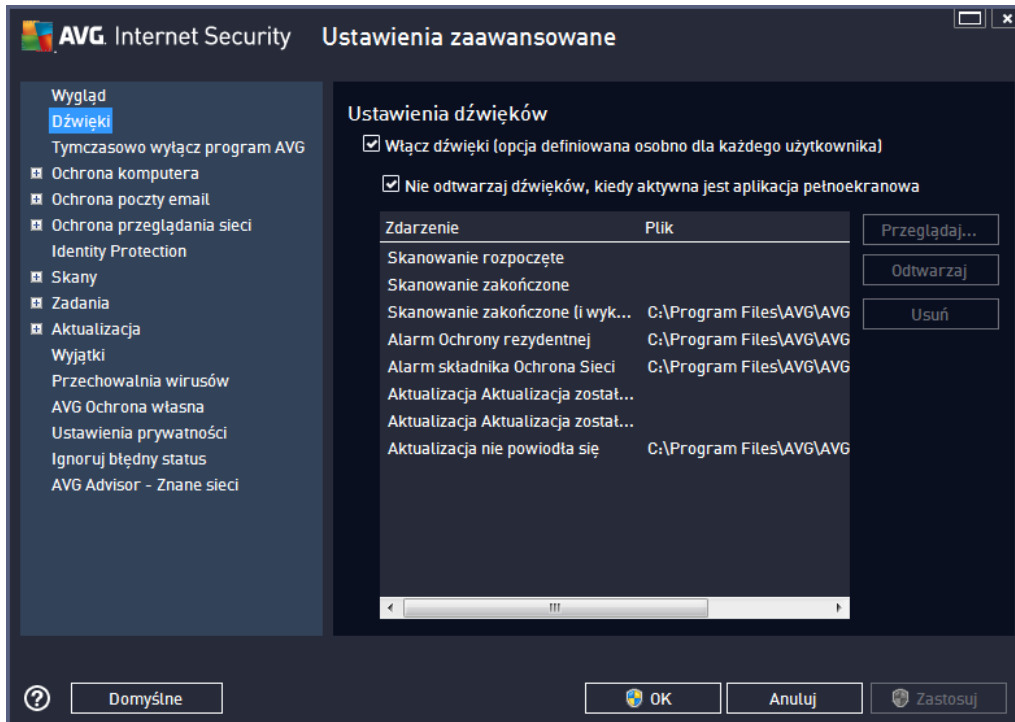 AVG. Internet Security Ustawienia zaawansowane
Wygląd
Dźwięki
Tymczasowo wyłącz program AVG
Ochrona komputera
Ochrona poczty email
Ochrona przeglądania sieci
Identity Protection
Skany
Zadania
Aktualizacja
Wyjątki
Przechowalnia wirusów
AVG Ochrona własna
Ustawienia prywatności
Ignoruj błędny status
AVG Advisor - Znane sieci
Ustawienia dźwięków
Włącz dźwięki (opcja definiowana osobno dla każdego użytkownika)
Nie odtwarzaj dźwięków, kiedy aktywna jest aplikacja pełnoekranowa
Zdarzenie Plik
Skanowanie rozpoczęte
Skanowanie zakończone
Skanowanie zakończone (i wyk... C:\Program Files\AVG\AVG
Alarm Ochrony rezydentnej C:\Program Files\AVG\AVG
Alarm składnika Ochrona Sieci C:\Program Files\AVG\AVG
Aktualizacja Aktualizacja został...
Aktualizacja Aktualizacja został...
Aktualizacja nie powiodła się C:\Program Files\AVG\AVG
Przeglądaj...
Odtwarzaj
Usuń
? Domyślne OK Anuluj Zastosuj